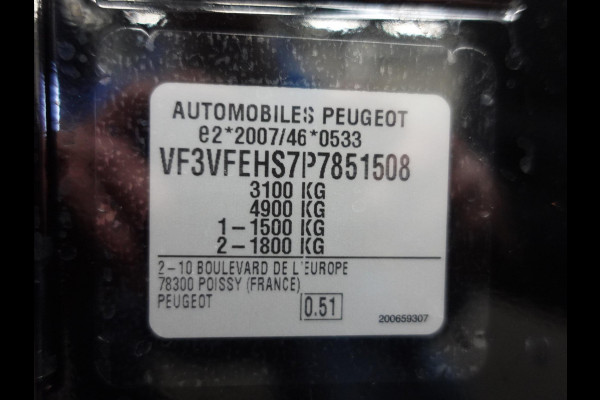 AUTOMOBILES PEUGEOT
e2*2007/46*0533
VF3VFEHS7P7851508
3100 KG
4900 KG
1-1500 KG
2-1800 KG
2-10 BOULEVARD DE L'EUROPE
78300 POISSY (FRANCE)
PEUGEOT 0.51
200659307